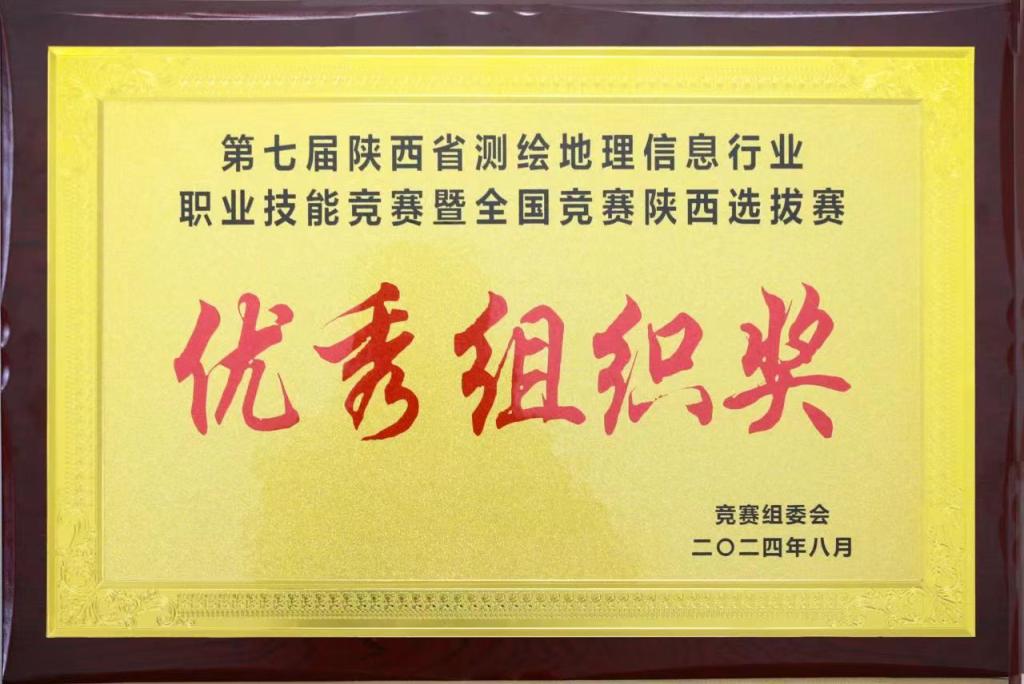 第七届陕西省测绘地理信息行业
职业技能竞赛暨全国竞赛陕西选拔赛
优秀组织奖
竞赛组委会
二〇二四年八月